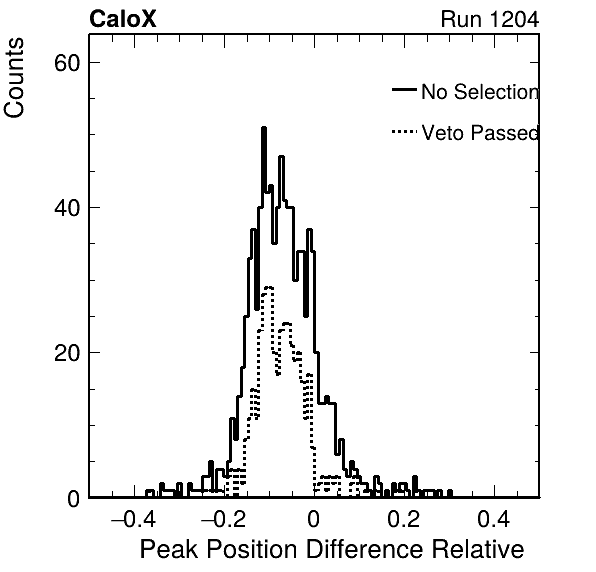 CaloX Run 1204
Counts
60
40
20
0
No Selection
Veto Passed
−0.4 −0.2 0 0.2 0.4
Peak Position Difference Relative